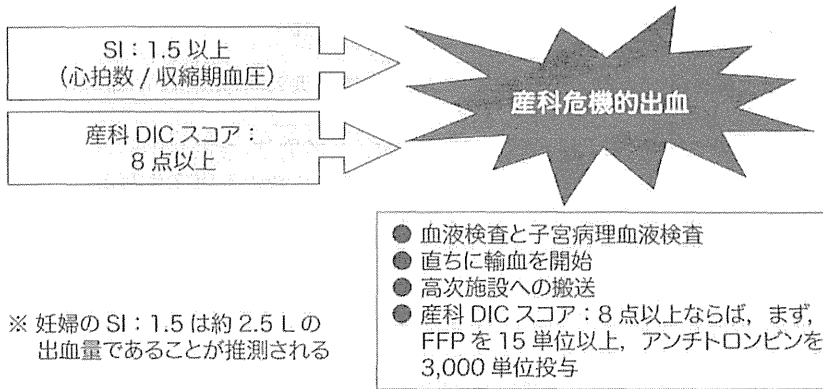 SI：1.5 以上
（心拍数 / 収縮期血圧）
産科 DIC スコア：
8 点以上
産科危機的出血
● 血液検査と子宮病理血液検査
● 直ちに輸血を開始
● 高次施設への搬送
● 産科 DIC スコア：8 点以上ならば，まず，
FFP を 15 単位以上，アンチトロンビンを
3,000 単位投与
※ 妊婦の SI：1.5 は約 2.5 L の
出血量であることが推測される